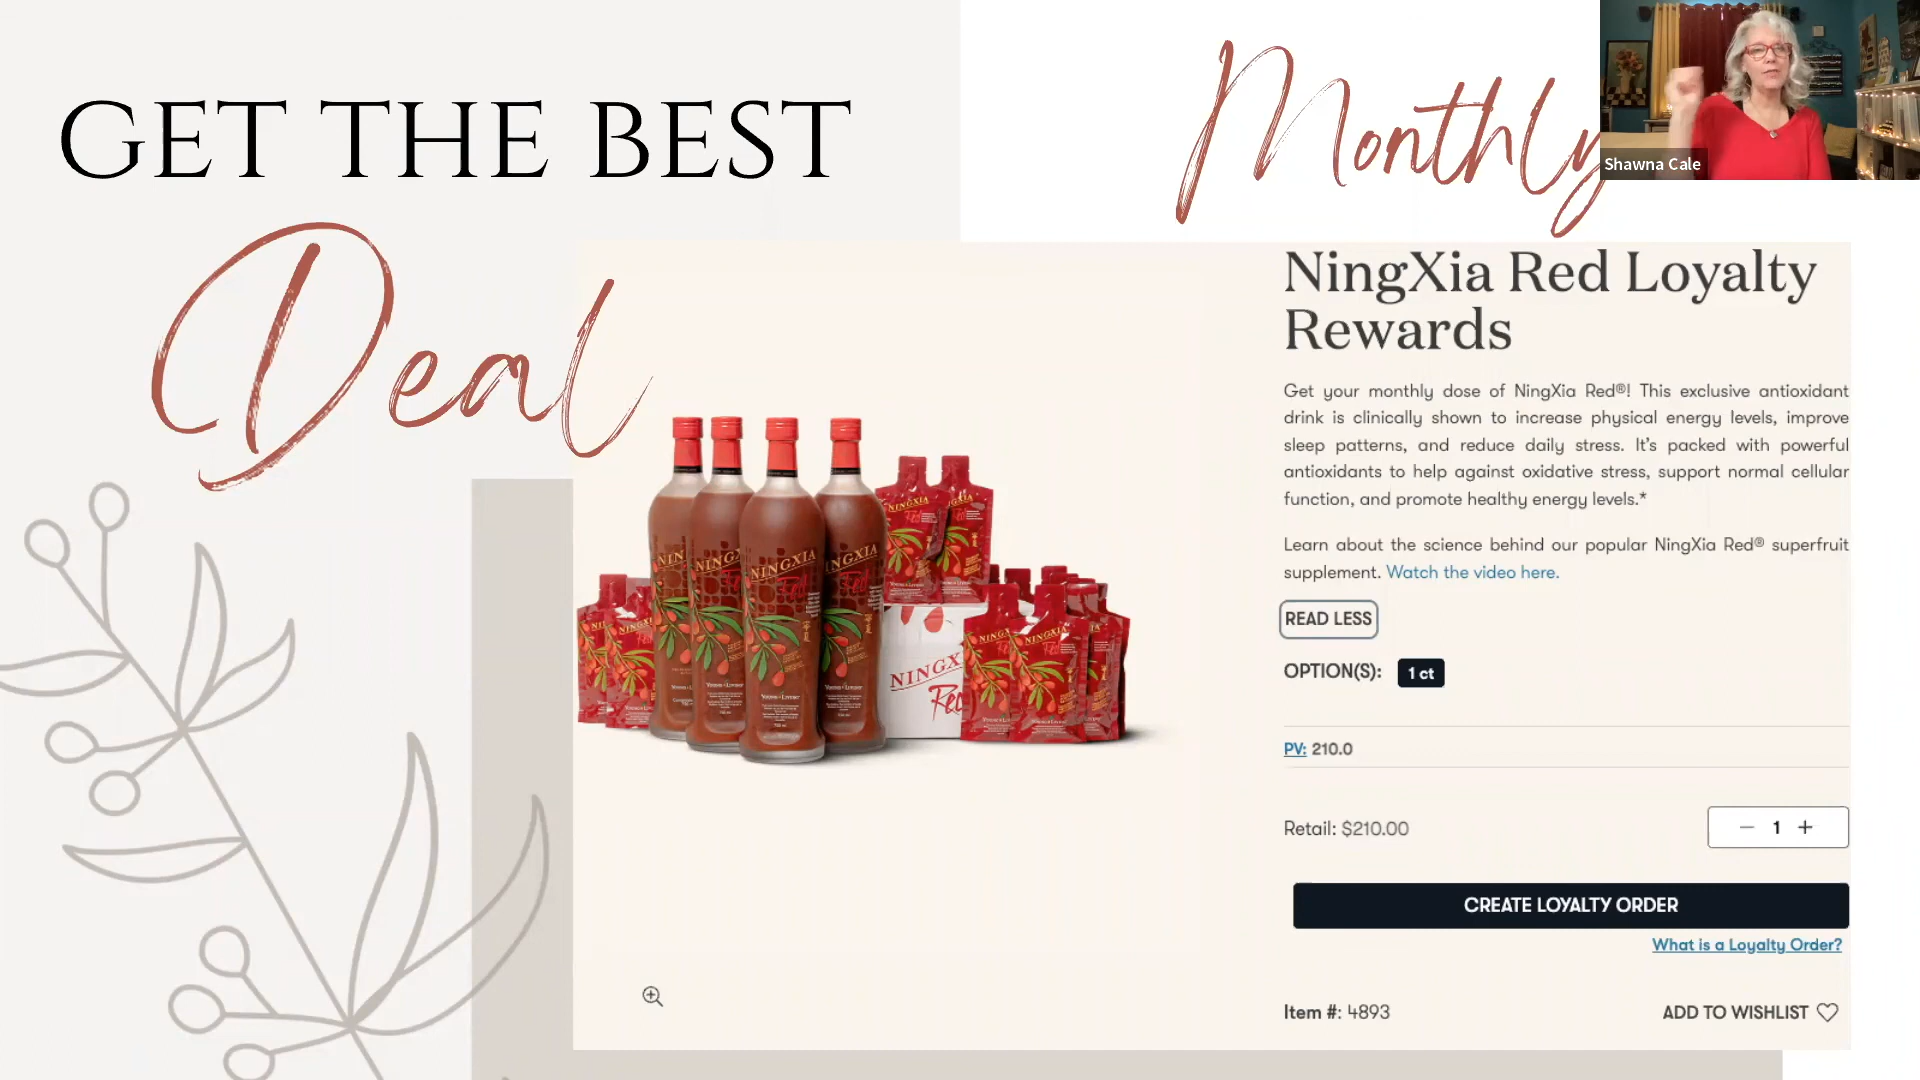 GET THE BEST
Deal
Monthly
Shawna Cale
NingXia Red Loyalty
Rewards
Get your monthly dose of NingXia Red®! This exclusive antioxidant
drink is clinically shown to increase physical energy levels, improve
sleep patterns, and reduce daily stress. It's packed with powerful
antioxidants to help against oxidative stress, support normal cellular
function, and promote healthy energy levels.*
Learn about the science behind our popular NingXia Red® superfruit
supplement. Watch the video here.
READ LESS
OPTION(S): 1 ct
PV: 210.0
Retail: $210.00
− 1 +
CREATE LOYALTY ORDER
What is a Loyalty Order?
Item #: 4893
ADD TO WISHLIST
NINGXIA
Red